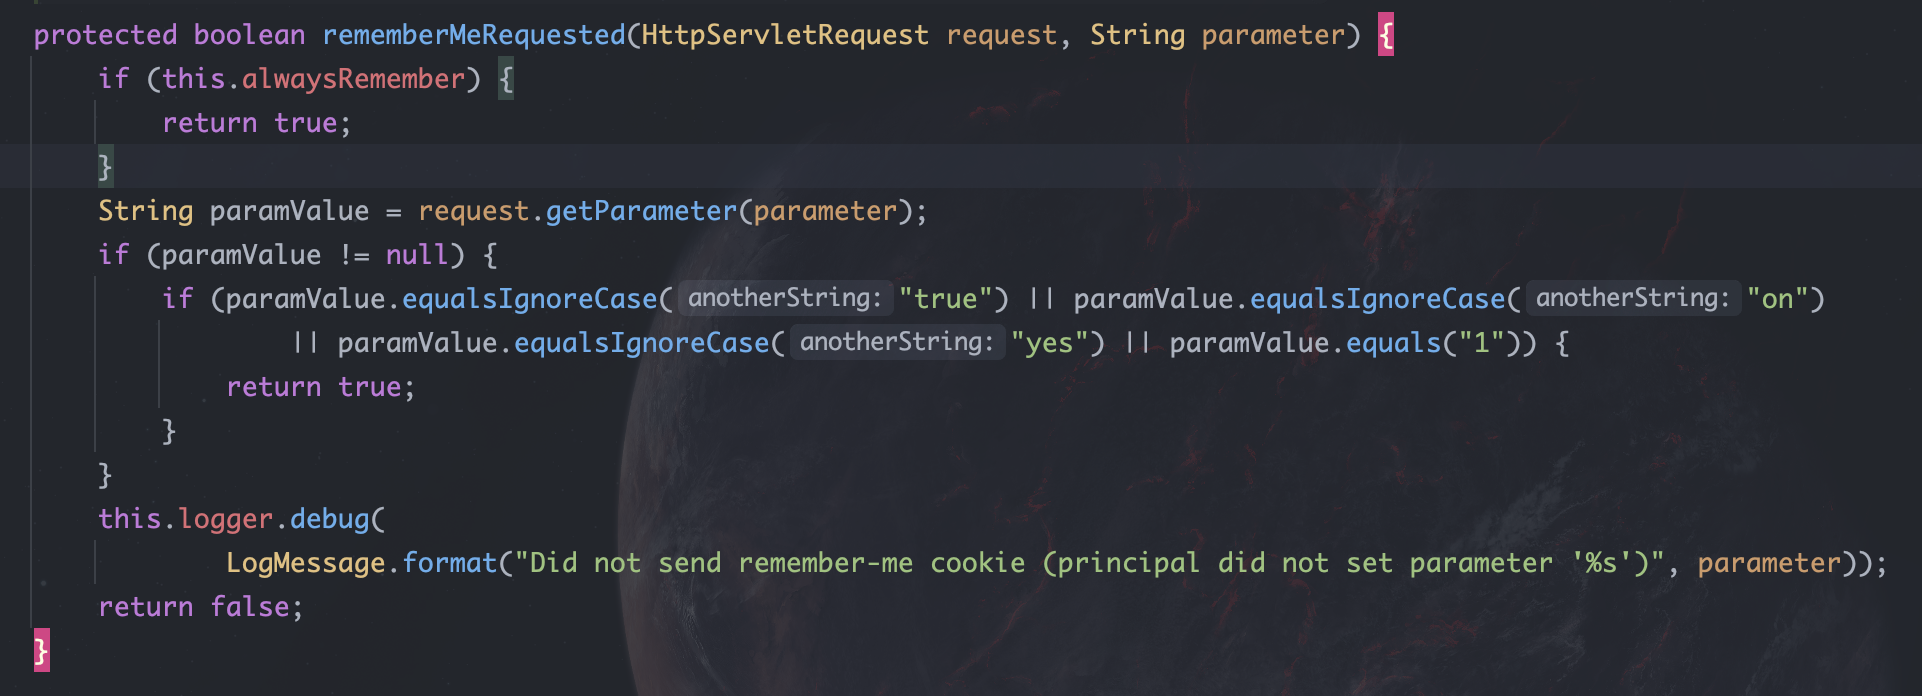 protected boolean rememberMeRequested(HttpServletRequest request, String parameter) {
    if (this.alwaysRemember) {
        return true;
    }
    String paramValue = request.getParameter(parameter);
    if (paramValue != null) {
        if (paramValue.equalsIgnoreCase( anotherString: "true") || paramValue.equalsIgnoreCase( anotherString: "on")
                || paramValue.equalsIgnoreCase( anotherString: "yes") || paramValue.equals("1")) {
            return true;
        }
    }
    this.logger.debug(
            LogMessage.format("Did not send remember-me cookie (principal did not set parameter '%s')", parameter));
    return false;
}